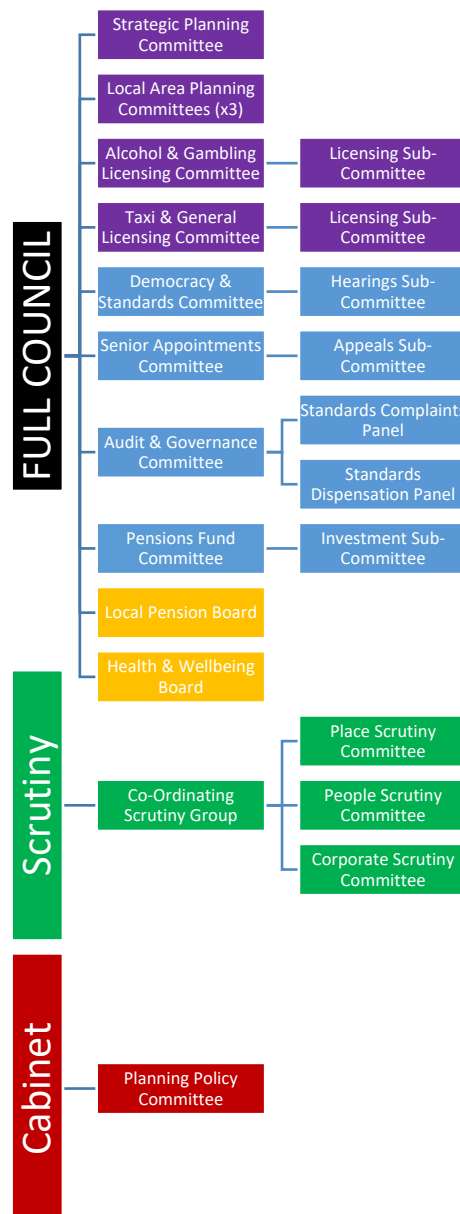 FULL COUNCIL
Strategic Planning
Committee
Local Area Planning
Committees (x3)
Alcohol & Gambling
Licensing Committee
Licensing Sub-
Committee
Taxi & General
Licensing Committee
Licensing Sub-
Committee
Democracy &
Standards Committee
Hearings Sub-
Committee
Senior Appointments
Committee
Appeals Sub-
Committee
Audit & Governance
Committee
Standards Complaints
Panel
Standards
Dispensation Panel
Pensions Fund
Committee
Investment Sub-
Committee
Local Pension Board
Health & Wellbeing
Board
Scrutiny
Co-Ordinating
Scrutiny Group
Place Scrutiny
Committee
People Scrutiny
Committee
Corporate Scrutiny
Committee
Cabinet
Planning Policy
Committee